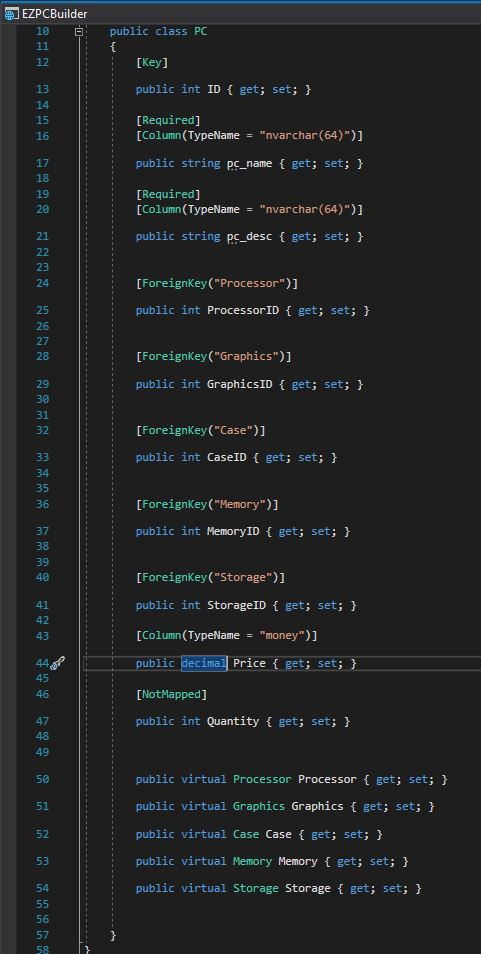 EZPCBuilder
10 public class PC
11 {
12 [Key]
13 public int ID { get; set; }
14
15 [Required]
16 [Column(TypeName = "nvarchar(64)")]
17 public string pc_name { get; set; }
18
19 [Required]
20 [Column(TypeName = "nvarchar(64)")]
21 public string pc_desc { get; set; }
22
23
24 [ForeignKey("Processor")]
25 public int ProcessorID { get; set; }
26
27
28 [ForeignKey("Graphics")]
29 public int GraphicsID { get; set; }
30
31
32 [ForeignKey("Case")]
33 public int CaseID { get; set; }
34
35
36 [ForeignKey("Memory")]
37 public int MemoryID { get; set; }
38
39
40 [ForeignKey("Storage")]
41 public int StorageID { get; set; }
42
43 [Column(TypeName = "money")]
44 public decimal Price { get; set; }
45
46 [NotMapped]
47 public int Quantity { get; set; }
48
49
50 public virtual Processor Processor { get; set; }
51 public virtual Graphics Graphics { get; set; }
52 public virtual Case Case { get; set; }
53 public virtual Memory Memory { get; set; }
54 public virtual Storage Storage { get; set; }
55
56
57 }
58 }